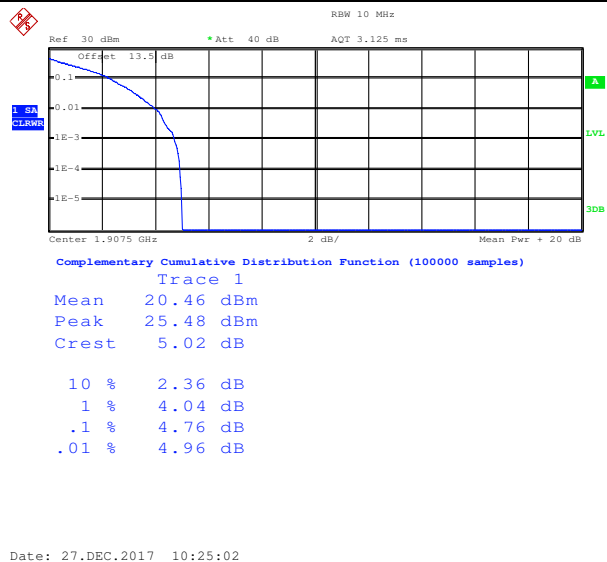 RBW 10 MHz
Ref 30 dBm * Att 40 dB AQT 3.125 ms
Offset 13.5 dB
0.1
A
0.01
1 SA
CLRWR
1E-3
LVL
1E-4
1E-5
3DB
Center 1.9075 GHz 2 dB/ Mean Pwr + 20 dB
Complementary Cumulative Distribution Function (100000 samples)
Trace 1
Mean 20.46 dBm
Peak 25.48 dBm
Crest 5.02 dB
10 % 2.36 dB
1 % 4.04 dB
.1 % 4.76 dB
.01 % 4.96 dB
Date: 27.DEC.2017 10:25:02